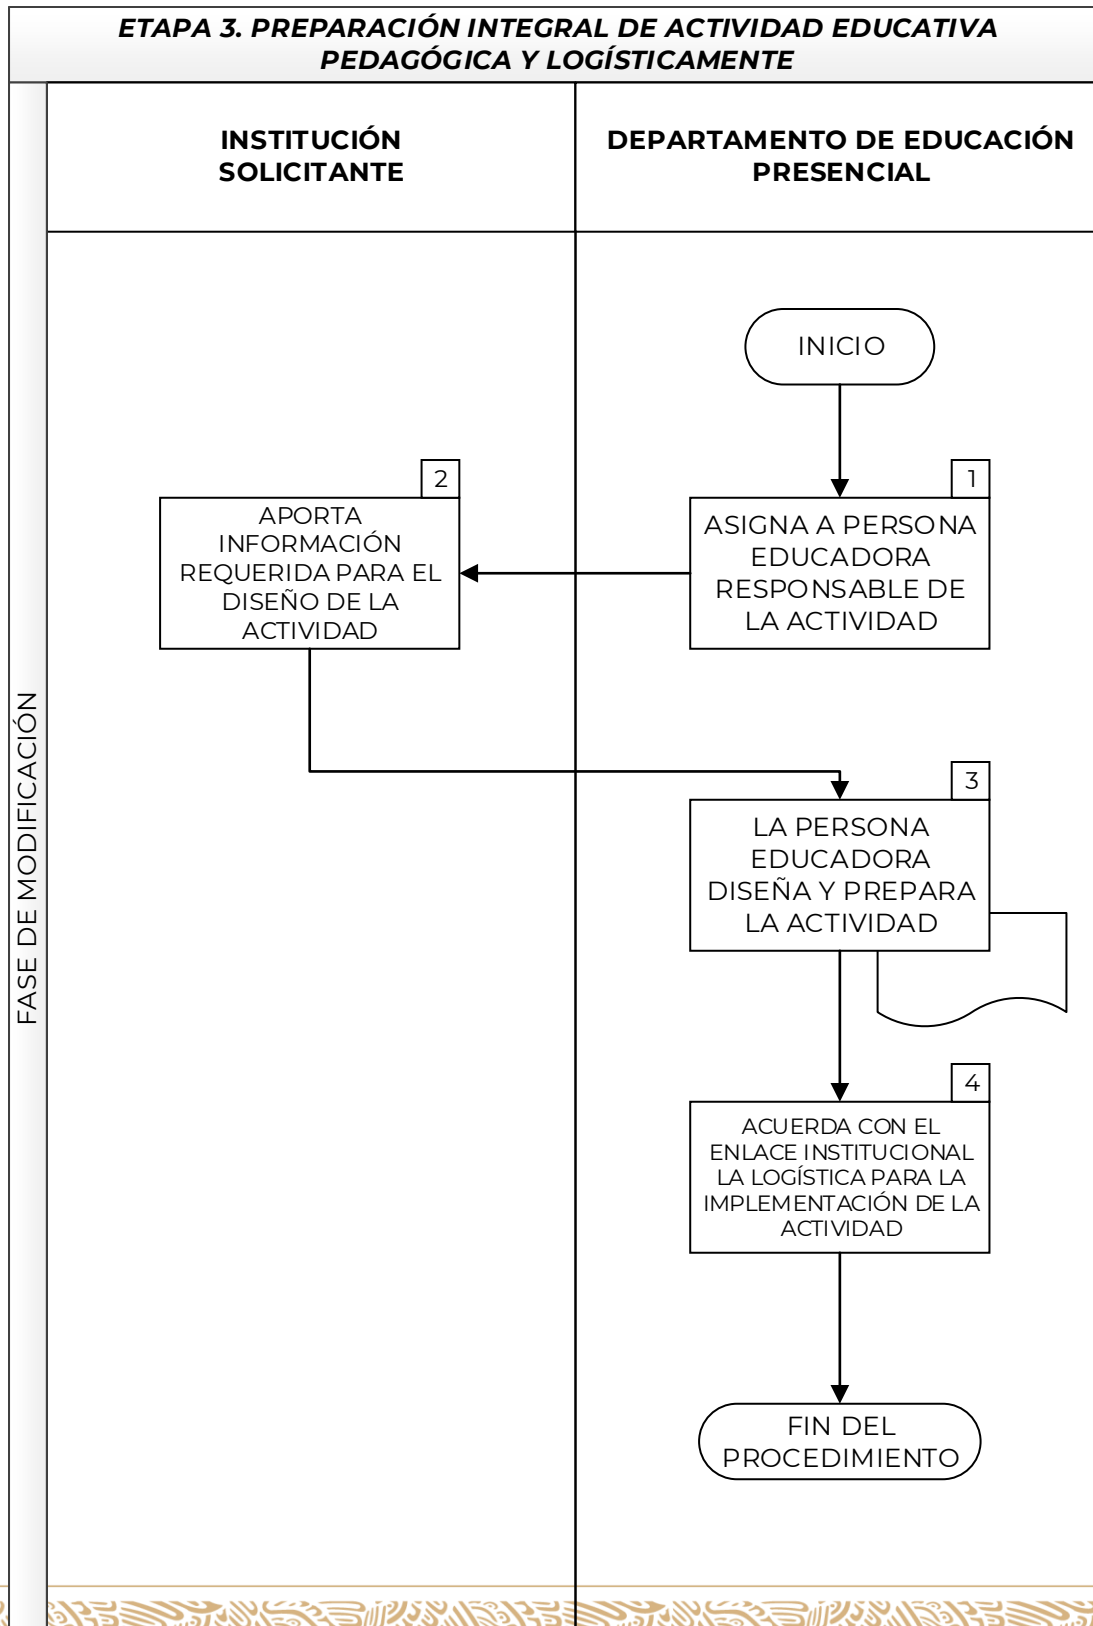 ETAPA 3. PREPARACIÓN INTEGRAL DE ACTIVIDAD EDUCATIVA
PEDAGÓGICA Y LOGÍSTICAMENTE
INSTITUCIÓN
SOLICITANTE
DEPARTAMENTO DE EDUCACIÓN
PRESENCIAL
FASE DE MODIFICACIÓN
INICIO
1
ASIGNA A PERSONA
EDUCADORA
RESPONSABLE DE
LA ACTIVIDAD
2
APORTA
INFORMACIÓN
REQUERIDA PARA EL
DISEÑO DE LA
ACTIVIDAD
3
LA PERSONA
EDUCADORA
DISEÑA Y PREPARA
LA ACTIVIDAD
4
ACUERDA CON EL
ENLACE INSTITUCIONAL
LA LOGÍSTICA PARA LA
IMPLEMENTACIÓN DE LA
ACTIVIDAD
FIN DEL
PROCEDIMIENTO